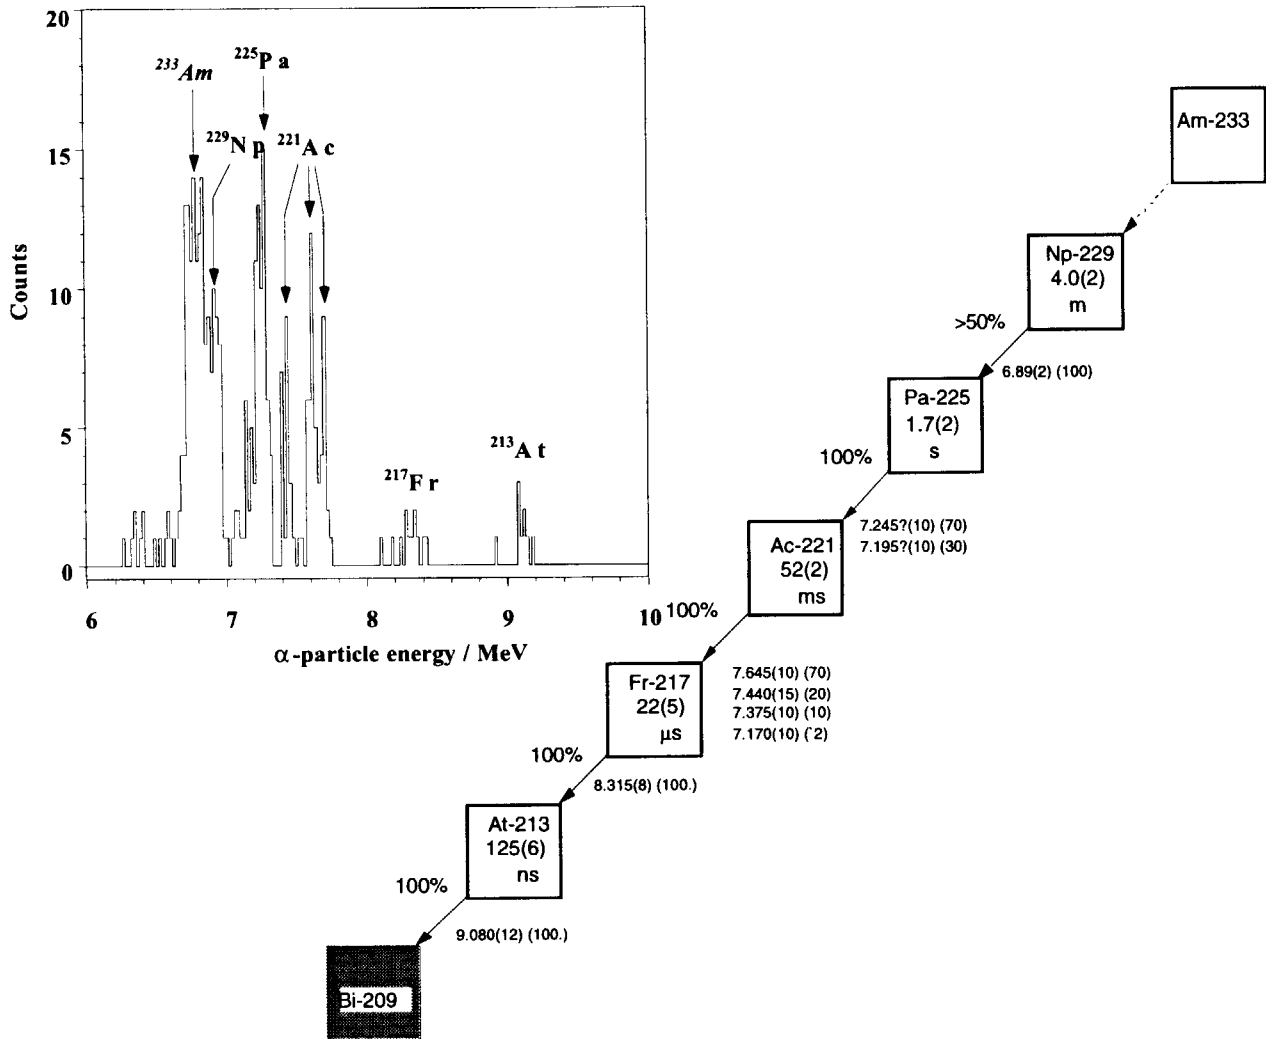 20
15
10
5
0
Counts
6
7
8
9
10
α-particle energy / MeV
²³³Am
²²⁵Pa
²²⁹Np
²²¹Ac
²¹⁷Fr
²¹³At
Am-233
Np-229
4.0(2)
m
>50%
6.89(2) (100)
Pa-225
1.7(2)
s
100%
7.245?(10) (70)
7.195?(10) (30)
Ac-221
52(2)
ms
100%
7.645(10) (70)
7.440(15) (20)
7.375(10) (10)
7.170(10) (`2)
Fr-217
22(5)
μs
100%
8.315(8) (100.)
At-213
125(6)
ns
100%
9.080(12) (100.)
Bi-209